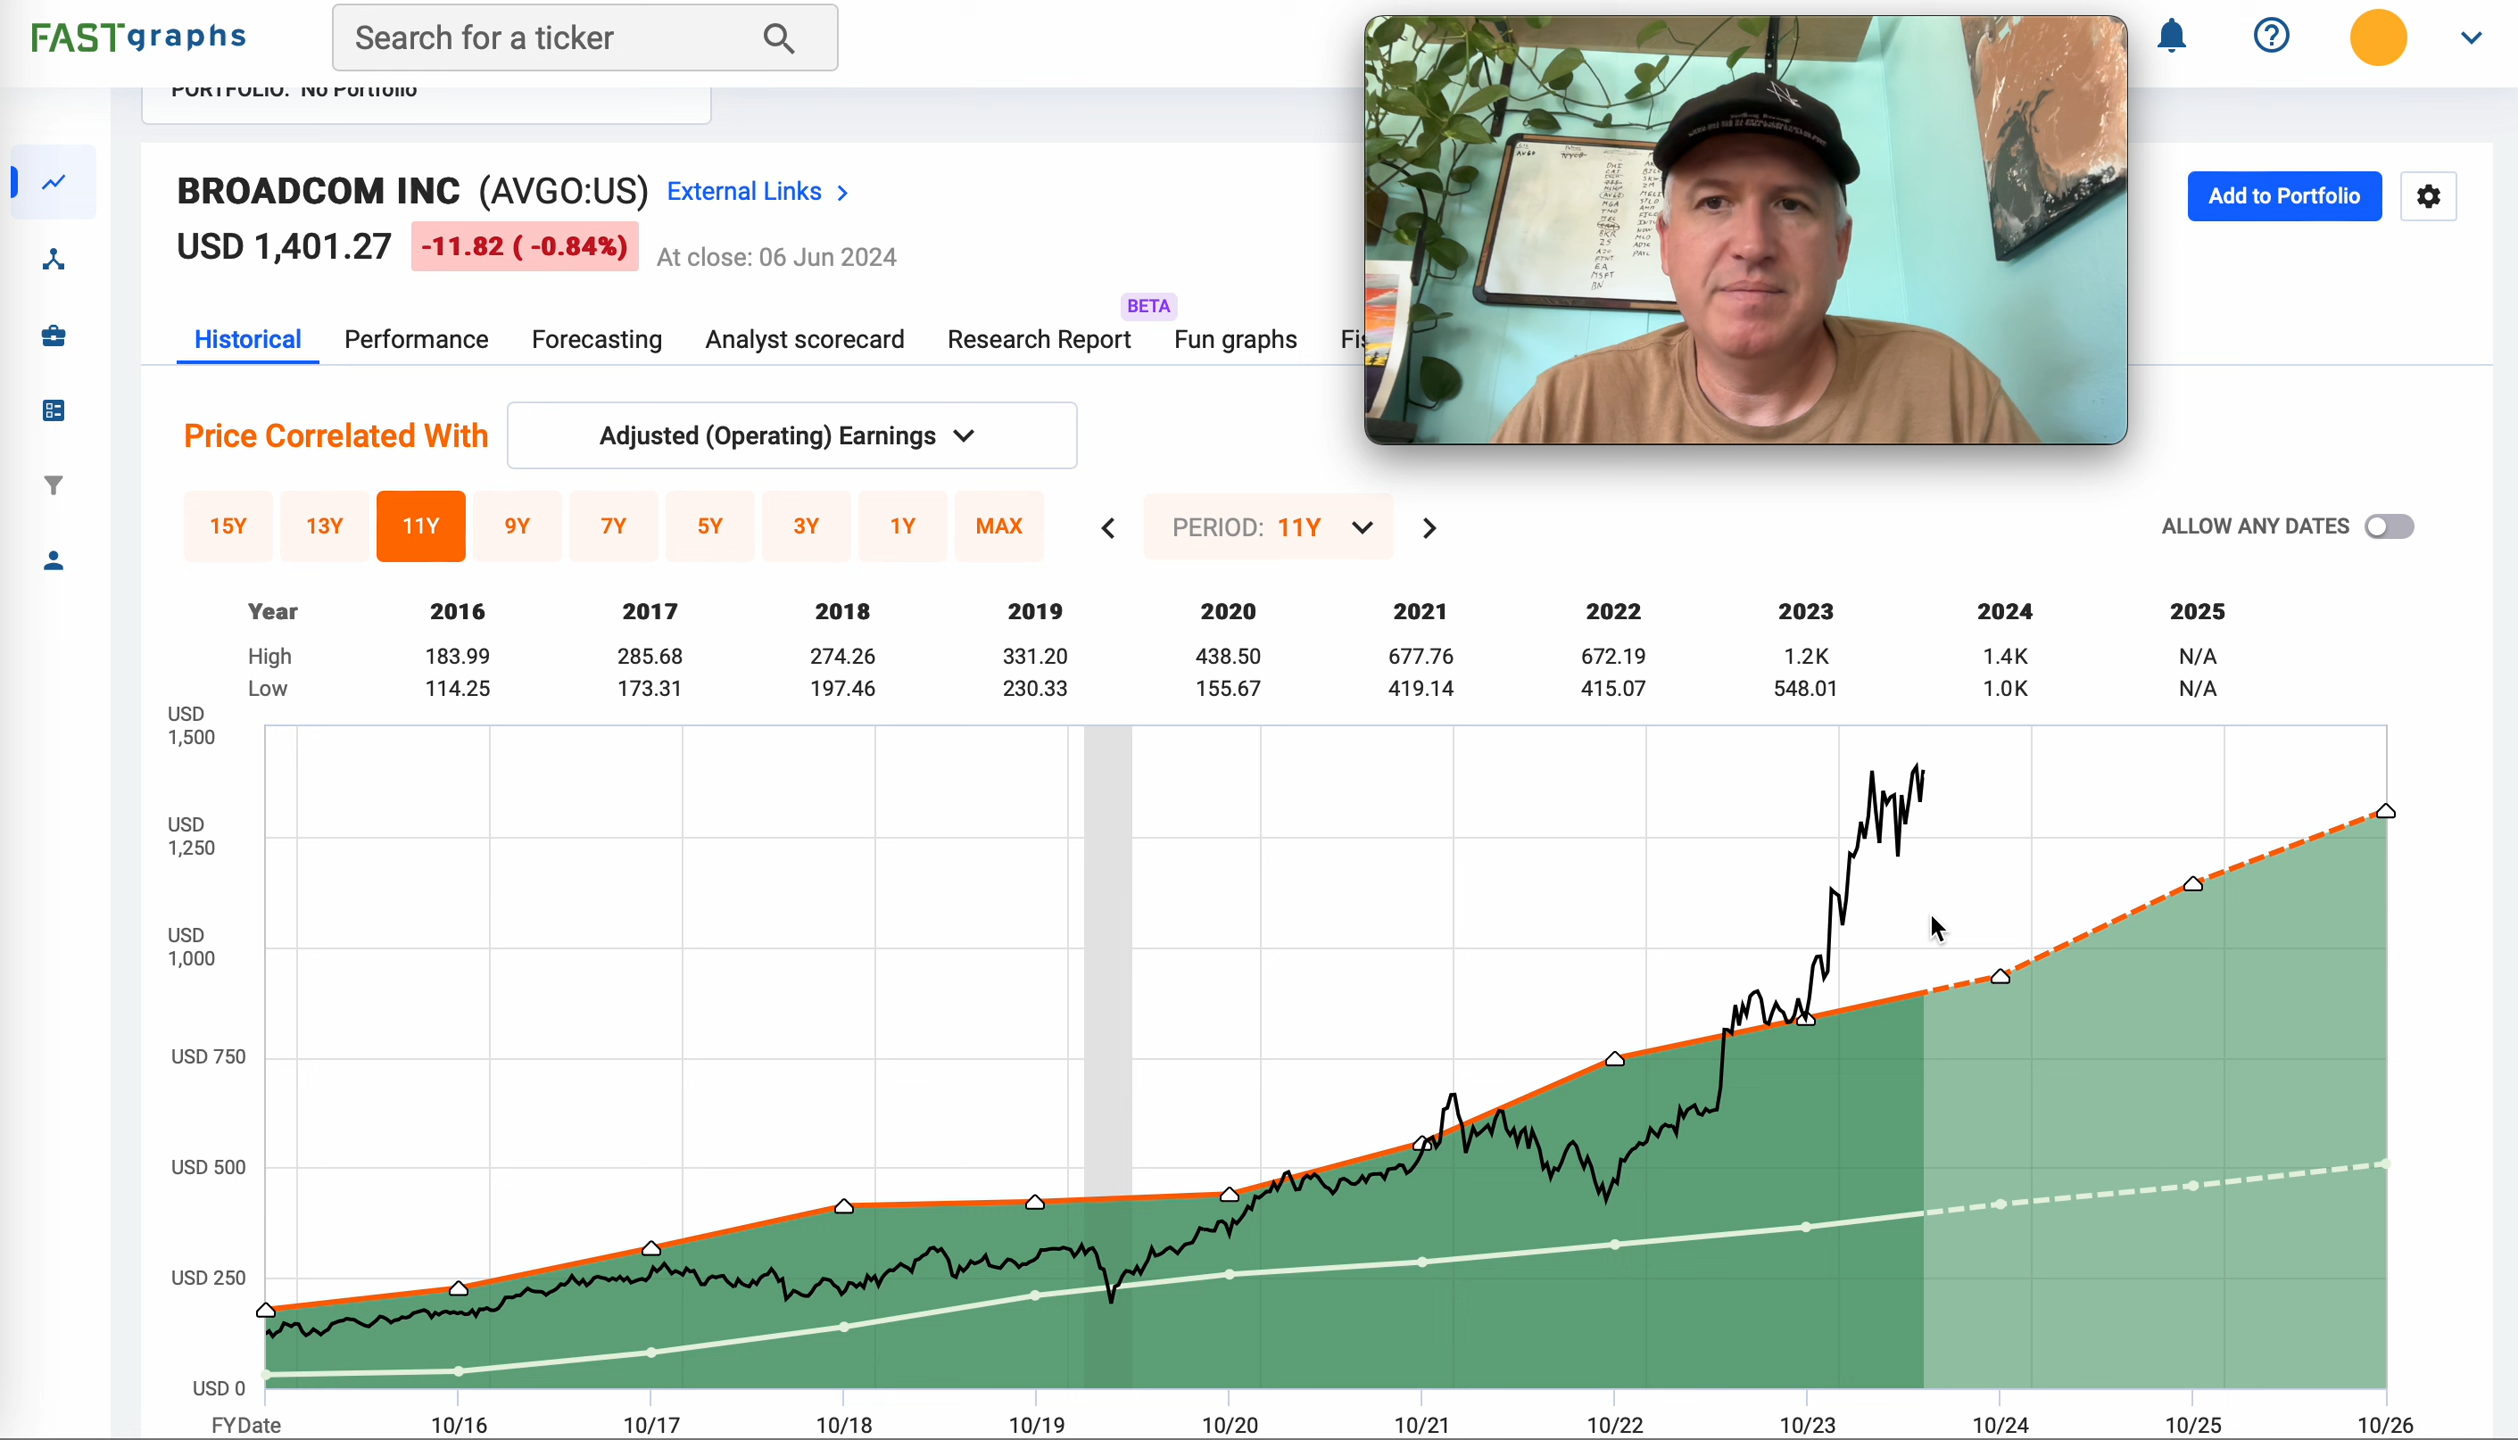 FASTgraphs
Search for a ticker
PORTFOLIO: No Portfolio
BROADCOM INC (AVGO:US) External Links
USD 1,401.27 -11.82 ( -0.84%) At close: 06 Jun 2024
Add to Portfolio
BETA
Historical Performance Forecasting Analyst scorecard Research Report Fun graphs
Price Correlated With Adjusted (Operating) Earnings
15Y 13Y 11Y 9Y 7Y 5Y 3Y 1Y MAX PERIOD: 11Y ALLOW ANY DATES
Year 2016 2017 2018 2019 2020 2021 2022 2023 2024 2025
High 183.99 285.68 274.26 331.20 438.50 677.76 672.19 1.2K 1.4K N/A
Low 114.25 173.31 197.46 230.33 155.67 419.14 415.07 548.01 1.0K N/A
USD
1,500
USD
1,250
USD
1,000
USD 750
USD 500
USD 250
USD 0
FYDate 10/16 10/17 10/18 10/19 10/20 10/21 10/22 10/23 10/24 10/25 10/26
AVGO
EA
MSFT
BN